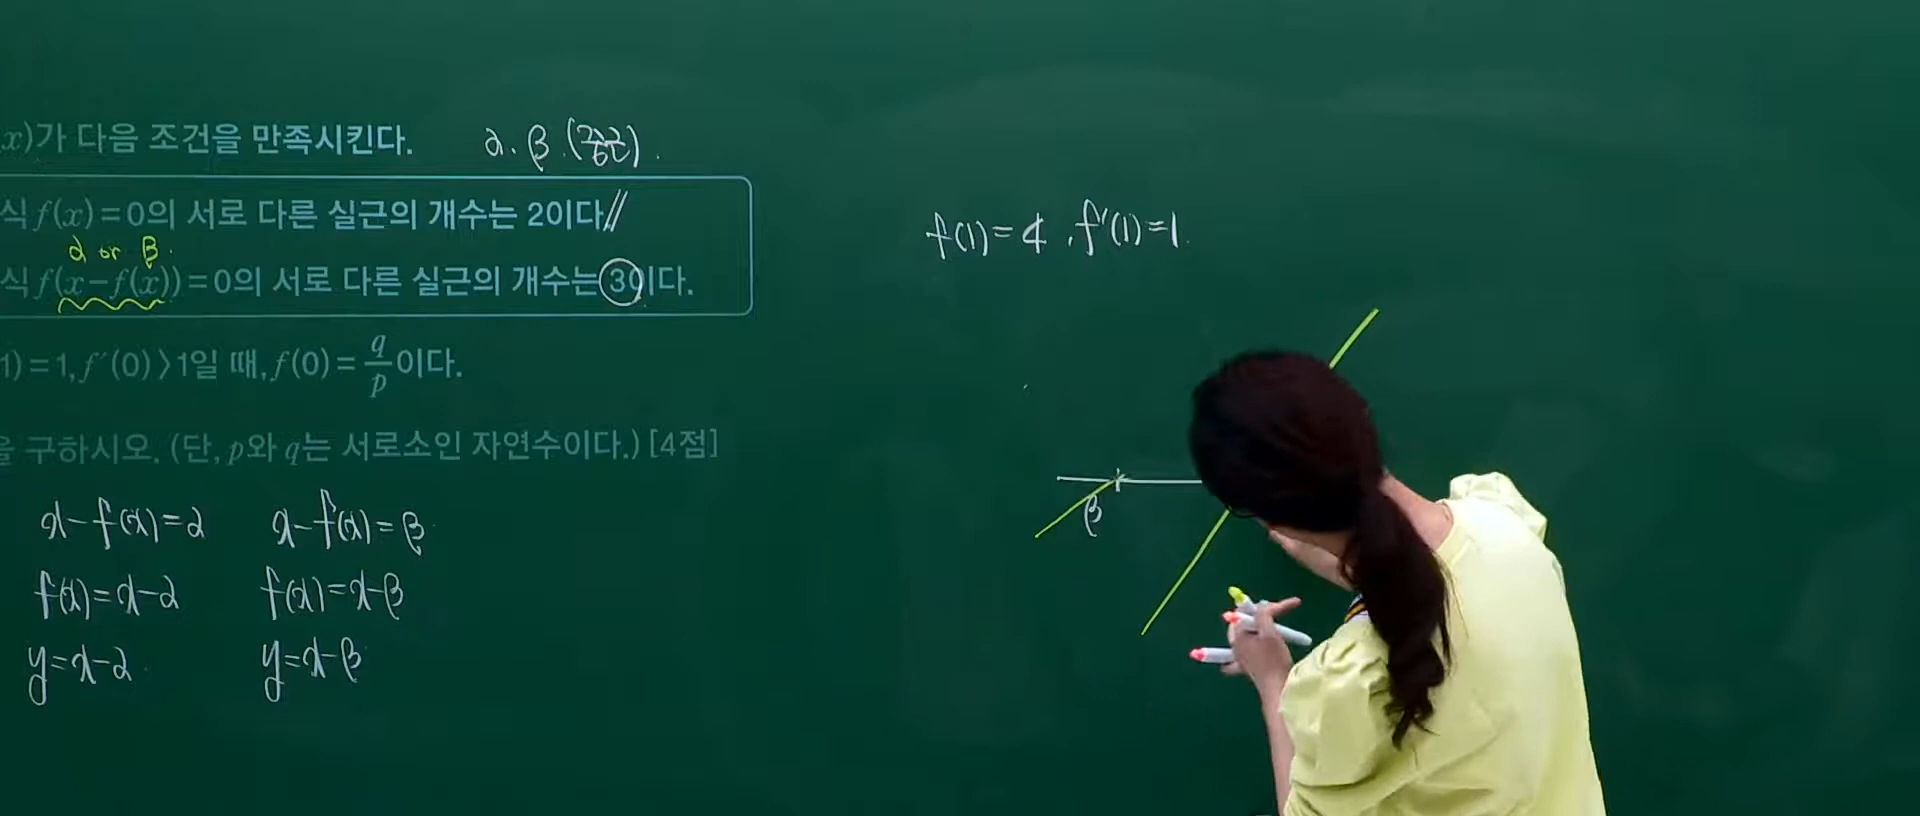 x)가 다음 조건을 만족시킨다. α. β.(중근).
식 f(x)=0의 서로 다른 실근의 개수는 2이다.//
α or β.
식 f(x-f(x))=0의 서로 다른 실근의 개수는 3이다.
1)=1, f′(0)>1일 때, f(0)=q/p이다.
을 구하시오. (단, p와 q는 서로소인 자연수이다.) [4점]
x-f(x)=α x-f(x)=β
f(x)=x-α f(x)=x-β
y=x-α y=x-β
f(1)=4, f′(1)=1
β